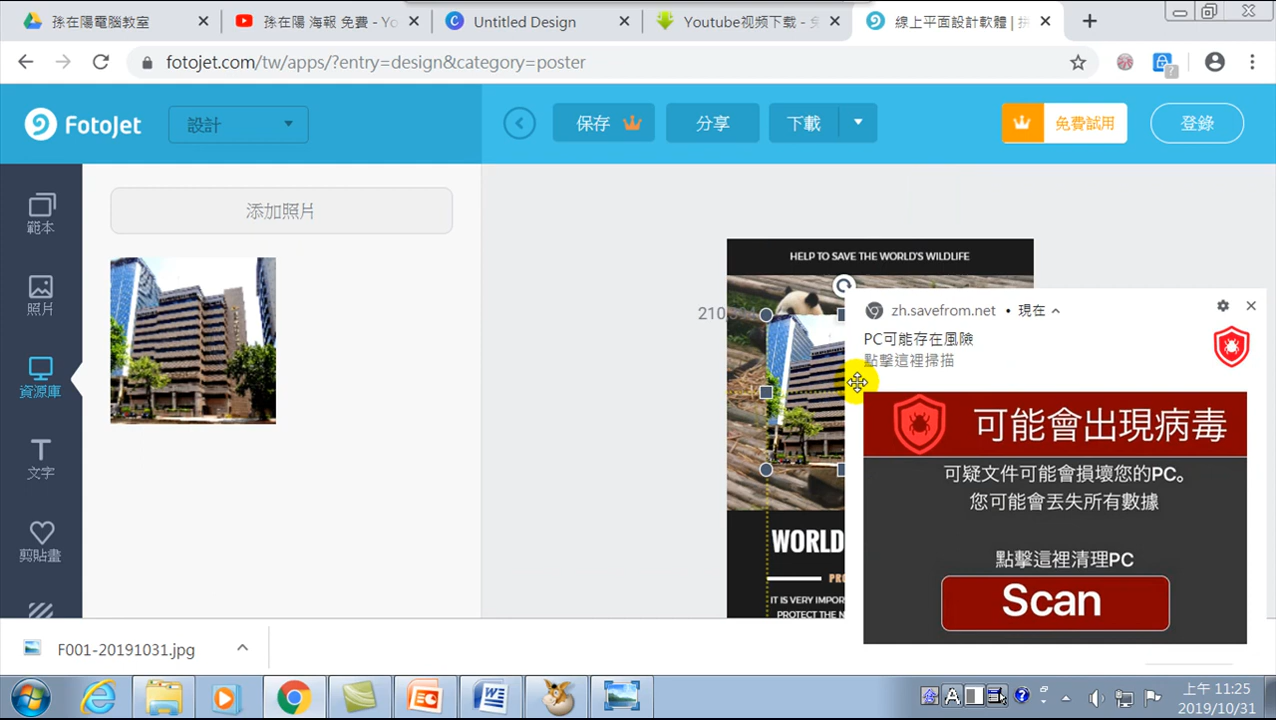 孫在陽電腦教室
孫在陽 海報 免費 - Yo
Untitled Design
Youtube视频下载 - 免
線上平面設計軟體 | 拼
fotojet.com/tw/apps/?entry=design&category=poster
FotoJet
設計
保存
分享
下載
免費試用
登錄
範本
照片
資源庫
文字
剪貼畫
添加照片
HELP TO SAVE THE WORLD'S WILDLIFE
210
WORLD
PRO
IT IS VERY IMPOR
PROTECT THE N
zh.savefrom.net • 現在
PC可能存在風險
點擊這裡掃描
可能會出現病毒
可疑文件可能會損壞您的PC。
您可能會丟失所有數據
點擊這裡清理PC
Scan
F001-20191031.jpg
上午 11:25
2019/10/31